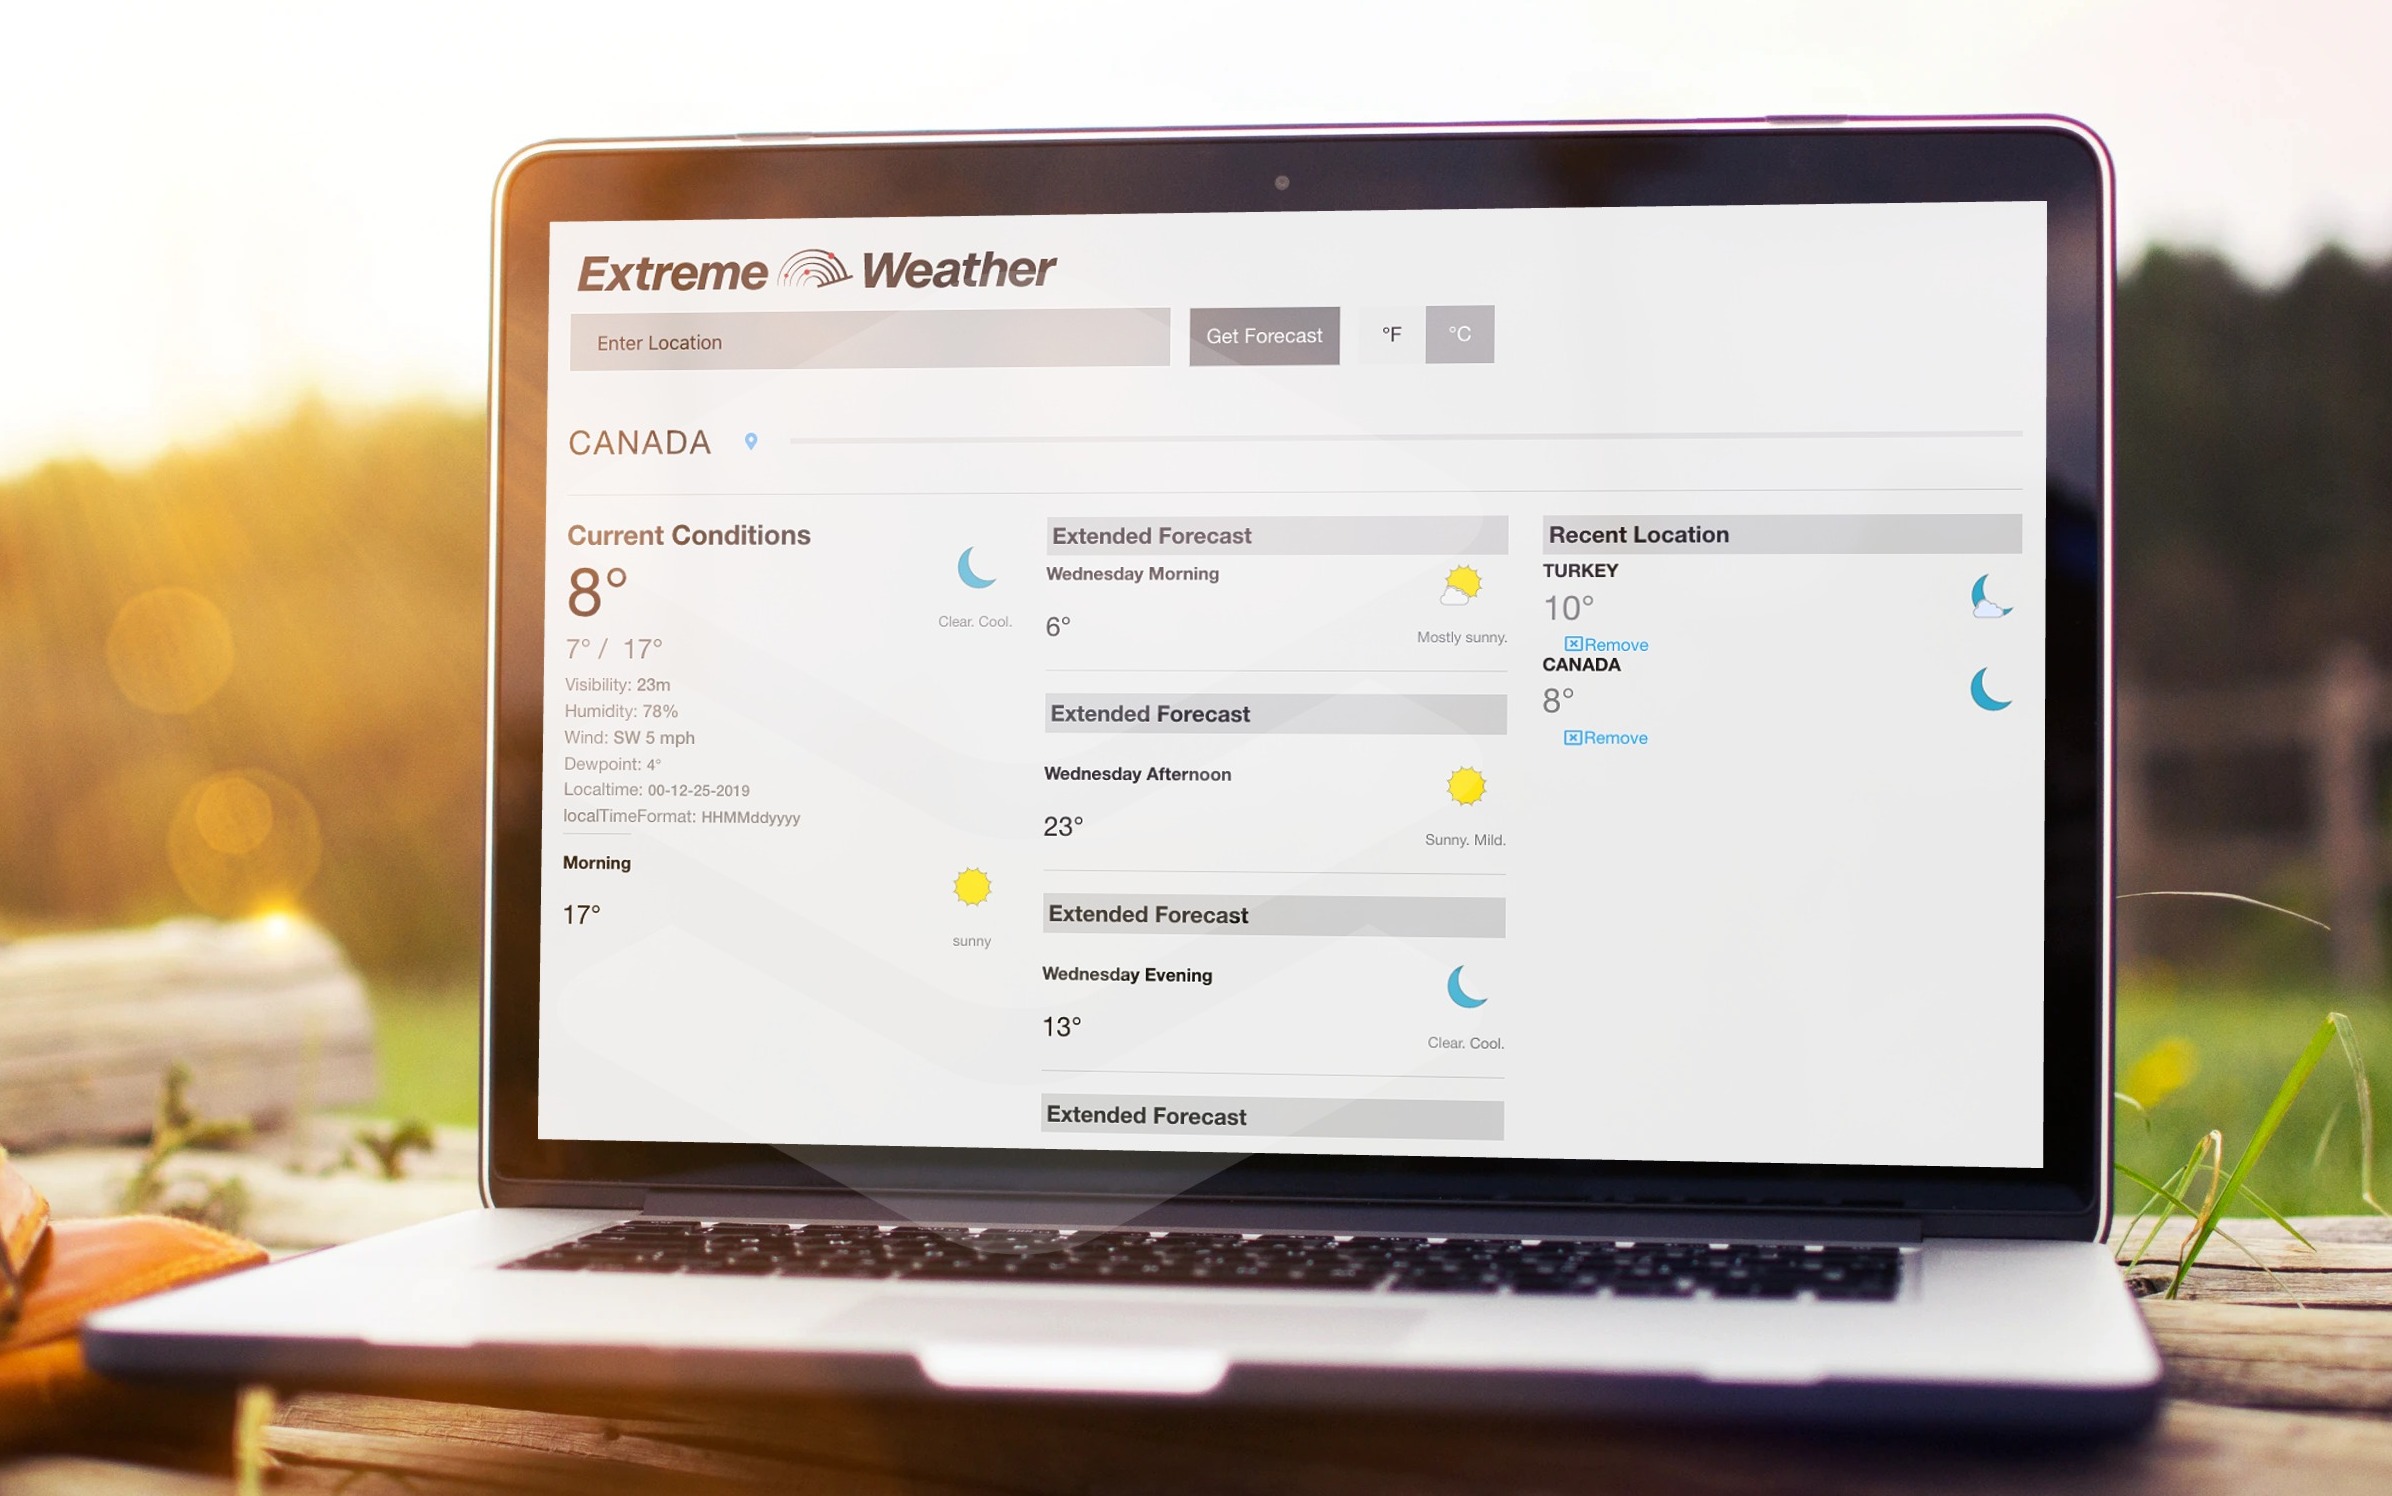 Extreme Weather
Enter Location
Get Forecast
°F
°C
CANADA
Current Conditions
8°
Clear. Cool.
7° / 17°
Visibility: 23m
Humidity: 78%
Wind: SW 5 mph
Dewpoint: 4°
Localtime: 00-12-25-2019
localTimeFormat: HHMMddyyyy
Morning
17°
sunny
Extended Forecast
Wednesday Morning
6°
Mostly sunny.
Extended Forecast
Wednesday Afternoon
23°
Sunny. Mild.
Extended Forecast
Wednesday Evening
13°
Clear. Cool.
Extended Forecast
Recent Location
TURKEY
10°
Remove
CANADA
8°
Remove